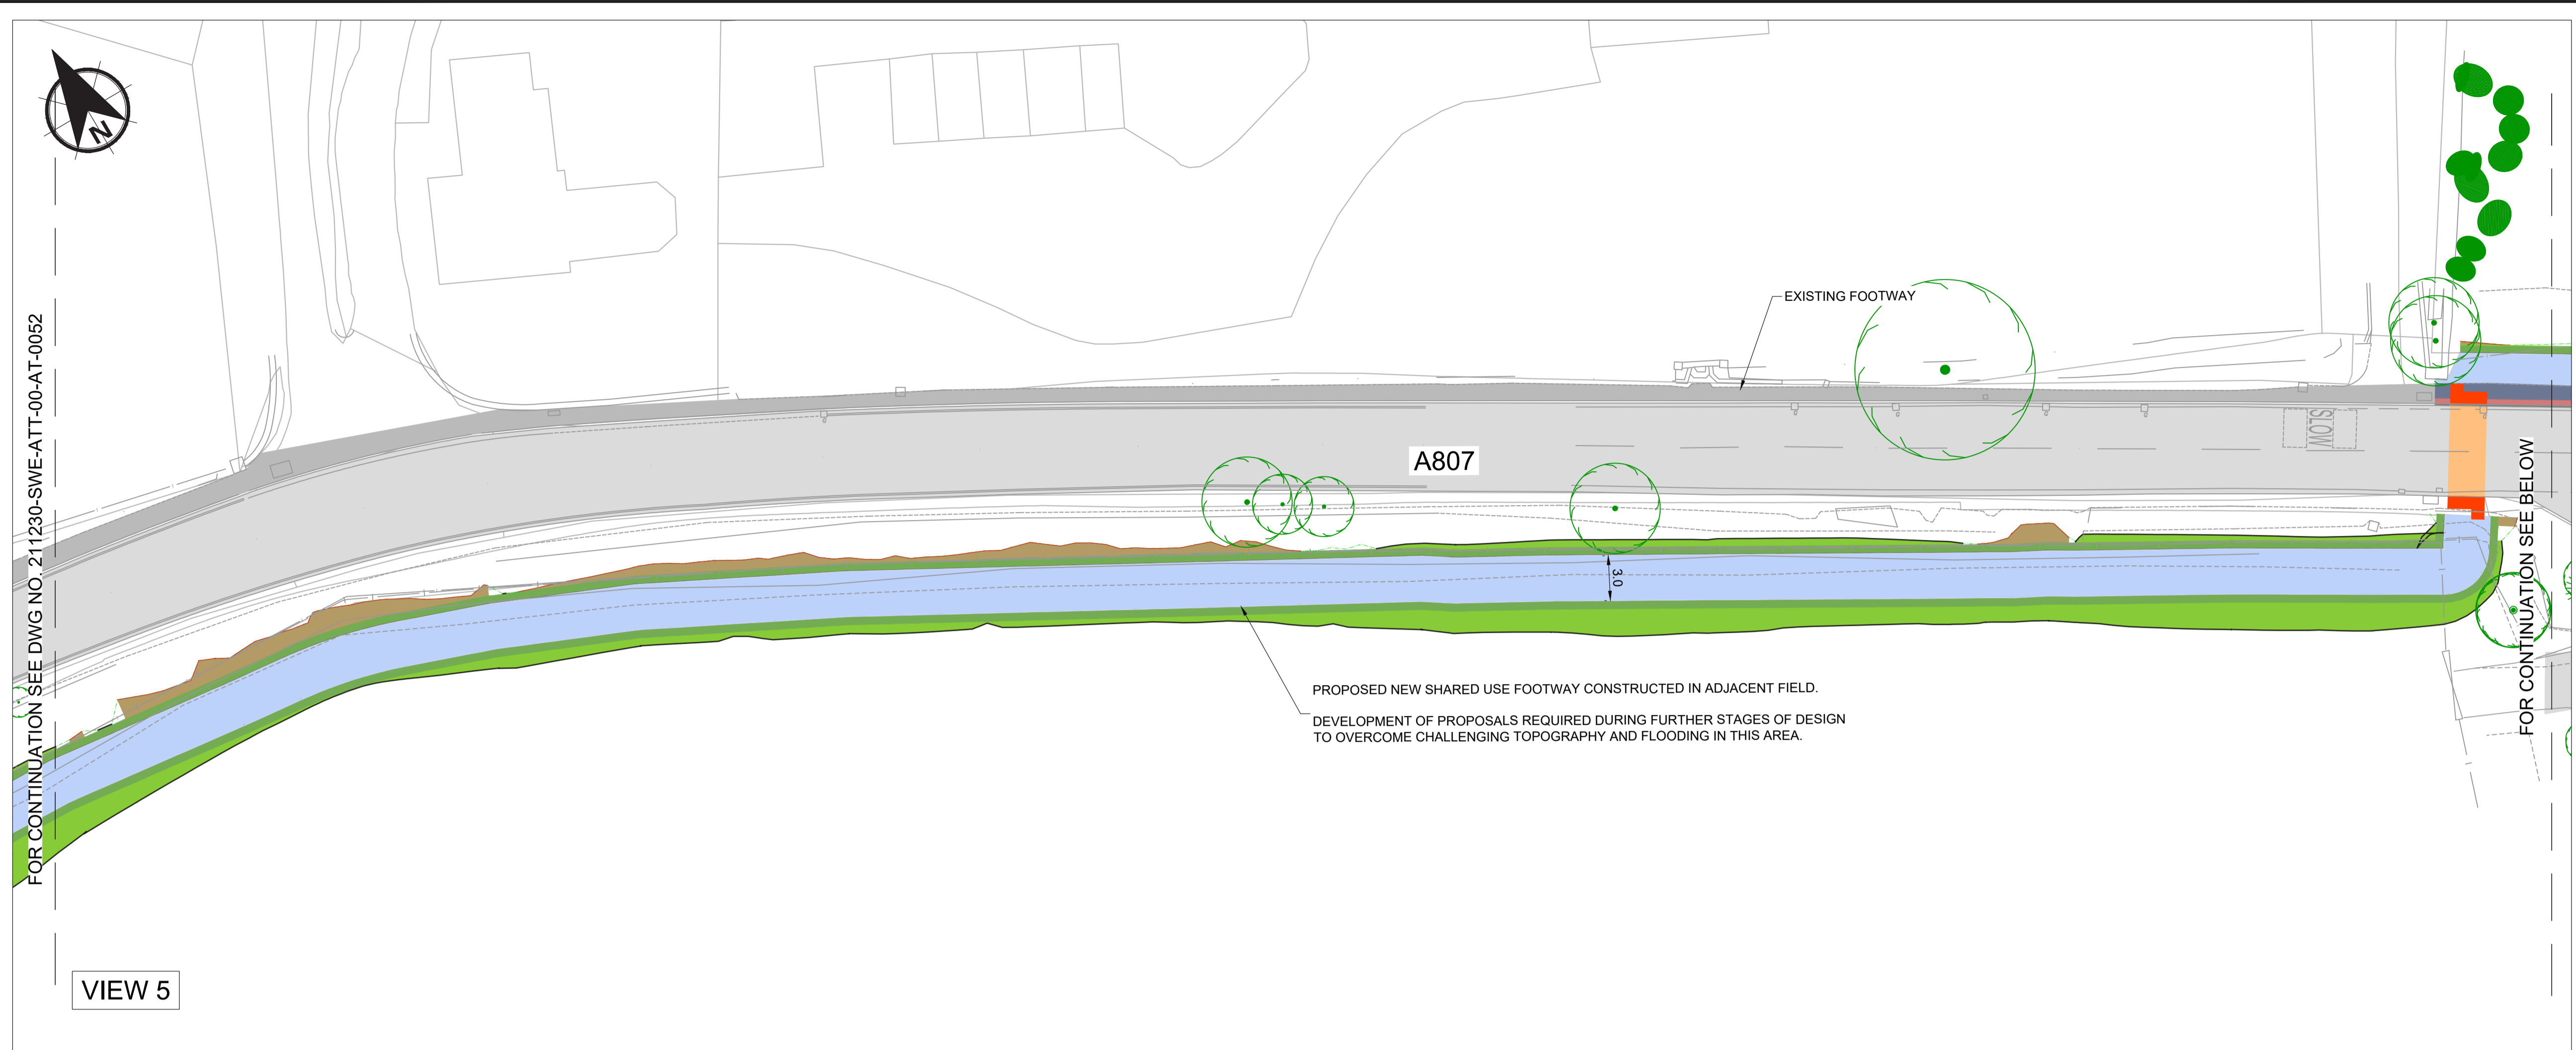 N
FOR CONTINUATION SEE DWG NO. 211230-SWE-ATT-00-AT-0052
EXISTING FOOTWAY
A807
SLOW
3.0
FOR CONTINUATION SEE BELOW
PROPOSED NEW SHARED USE FOOTWAY CONSTRUCTED IN ADJACENT FIELD.
DEVELOPMENT OF PROPOSALS REQUIRED DURING FURTHER STAGES OF DESIGN
TO OVERCOME CHALLENGING TOPOGRAPHY AND FLOODING IN THIS AREA.
VIEW 5